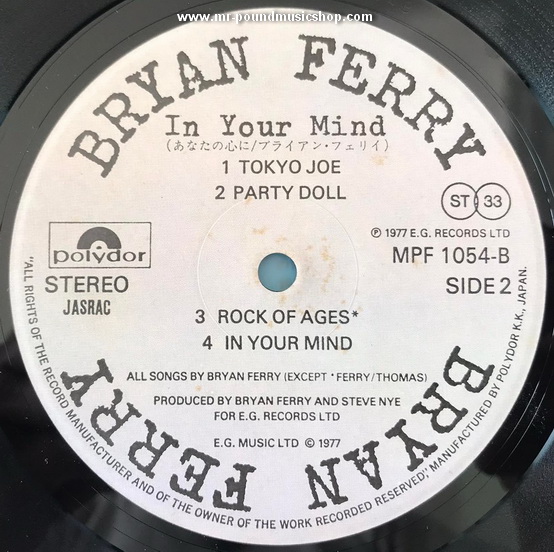 www.mr-poundmusicshop.com
BRYAN FERRY
In Your Mind
(あなたの心に/ブライアン・フェリイ)
1 TOKYO JOE
2 PARTY DOLL
ST 33
℗ 1977 E.G. RECORDS LTD
MPF 1054-B
SIDE 2
polydor
STEREO
JASRAC
3 ROCK OF AGES*
4 IN YOUR MIND
ALL SONGS BY BRYAN FERRY (EXCEPT *FERRY/THOMAS)
PRODUCED BY BRYAN FERRY AND STEVE NYE
FOR E.G. RECORDS LTD
E.G. MUSIC LTD © 1977
BRYAN FERRY
"ALL RIGHTS OF THE RECORD MANUFACTURER AND OF THE OWNER OF THE WORK RECORDED RESERVED," MANUFACTURED BY POLYDOR K.K., JAPAN.